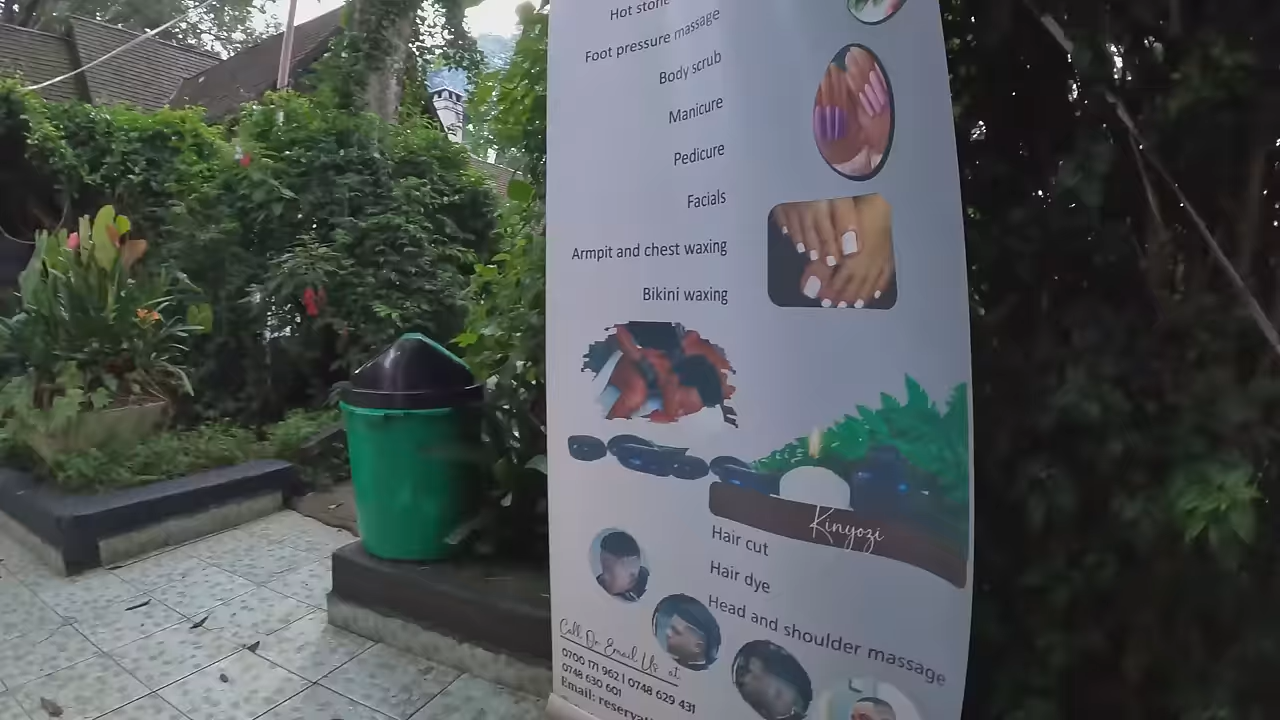 Hot stone
Foot pressure massage
Body scrub
Manicure
Pedicure
Facials
Armpit and chest waxing
Bikini waxing
Kinyozi
Hair cut
Hair dye
Head and shoulder massage
Call Or Email Us at
0700 171 962 | 0748 629 431
0748 630 601
Email: reservati